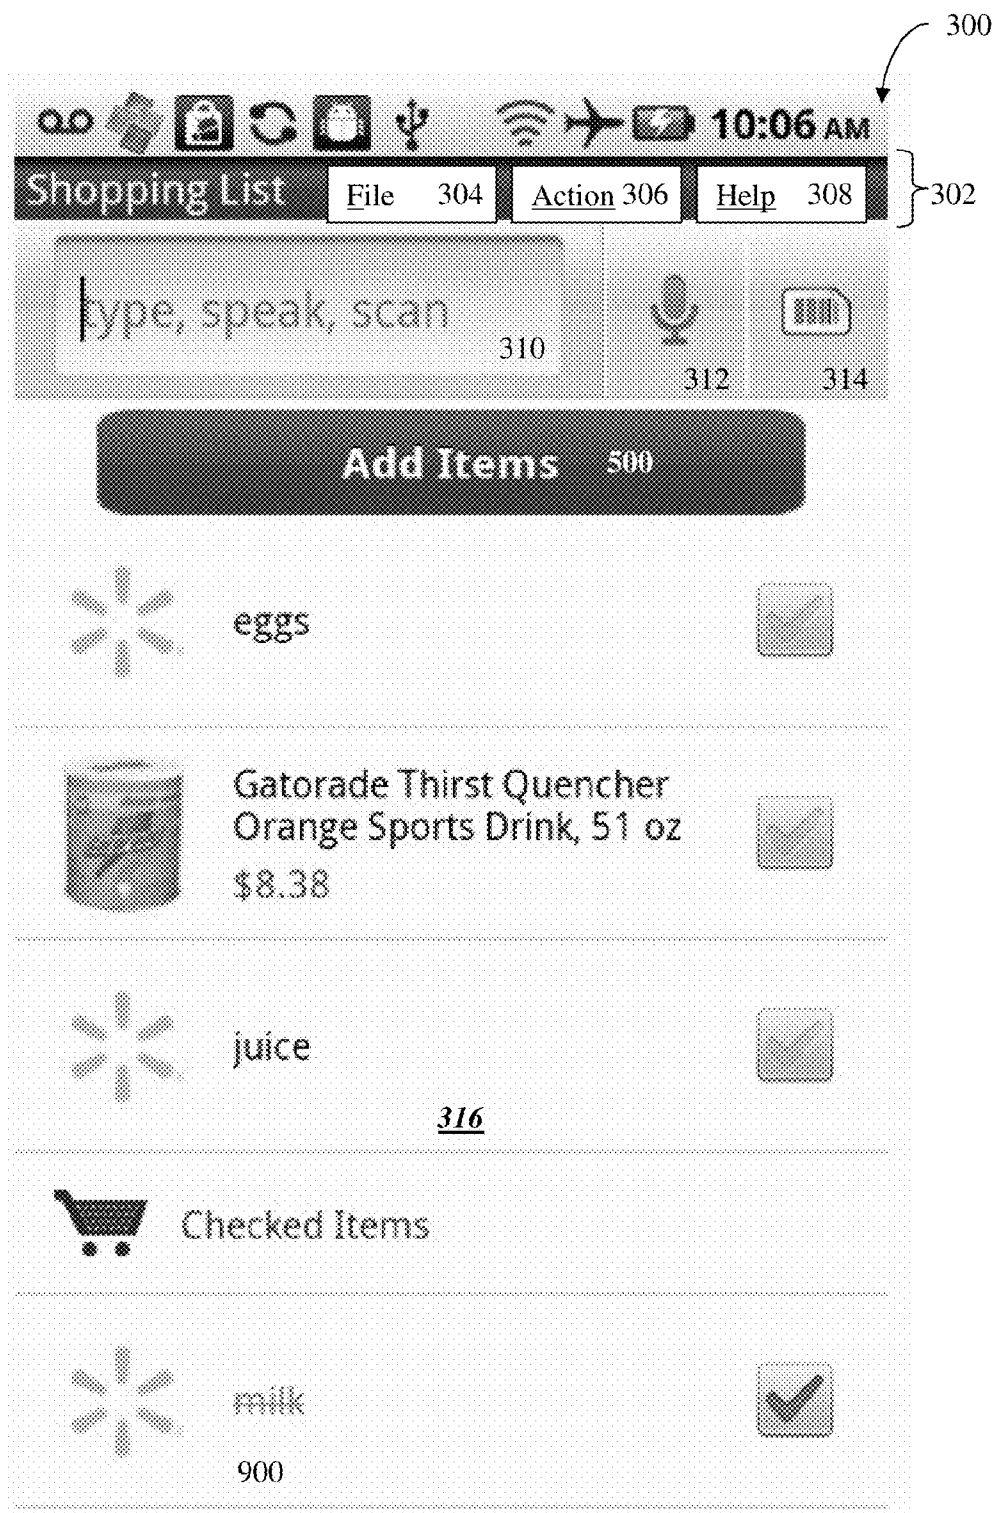 300
10:06 AM
Shopping List File 304 Action 306 Help 308 302
type, speak, scan
310 312 314
Add Items 500
eggs
Gatorade Thirst Quencher
Orange Sports Drink, 51 oz
$8.38
juice
316
Checked Items
milk
900